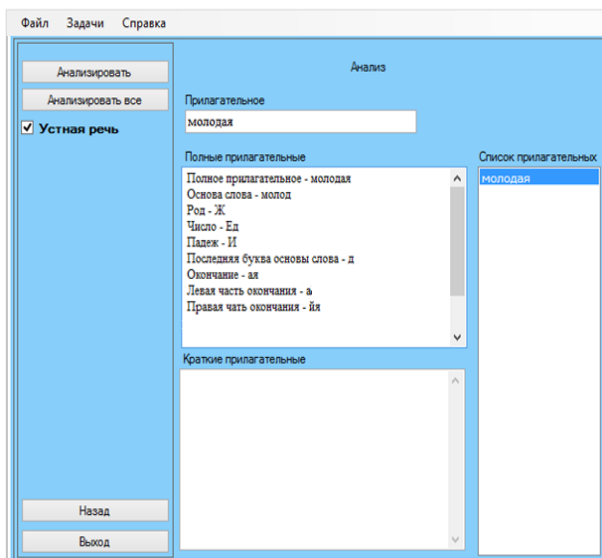 Файл Задачи Справка
Анализировать
Анализировать все
Устная речь
Назад
Выход
Анализ
Прилагательное
молодая
Полные прилагательные
Полное прилагательное - молодая
Основа слова - молод
Род - Ж
Число - Ед
Падеж - И
Последняя буква основы слова - д
Окончание - ая
Левая часть окончания - а
Правая чать окончания - йя
Краткие прилагательные
Список прилагательных
молодая